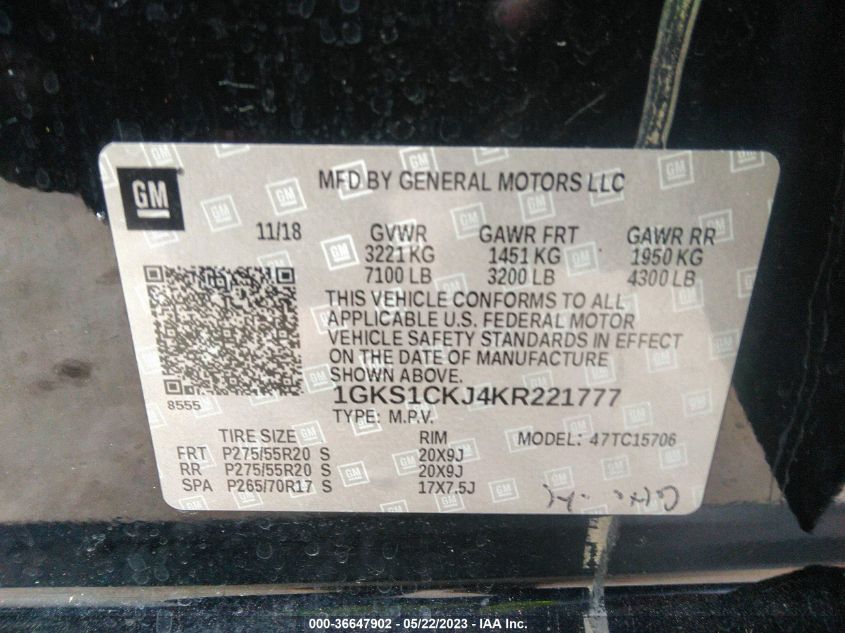 GM
MFD BY GENERAL MOTORS LLC
11/18 GVWR GAWR FRT GAWR RR
3221 KG 1451 KG 1950 KG
7100 LB 3200 LB 4300 LB
THIS VEHICLE CONFORMS TO ALL
APPLICABLE U.S. FEDERAL MOTOR
VEHICLE SAFETY STANDARDS IN EFFECT
ON THE DATE OF MANUFACTURE
SHOWN ABOVE.
8555
1GKS1CKJ4KR221777
TYPE: M.P.V.
TIRE SIZE RIM MODEL: 47TC15706
FRT P275/55R20 S 20X9J
RR P275/55R20 S 20X9J
SPA P265/70R17 S 17X7.5J
000-36647902 - 05/22/2023 - IAA Inc.